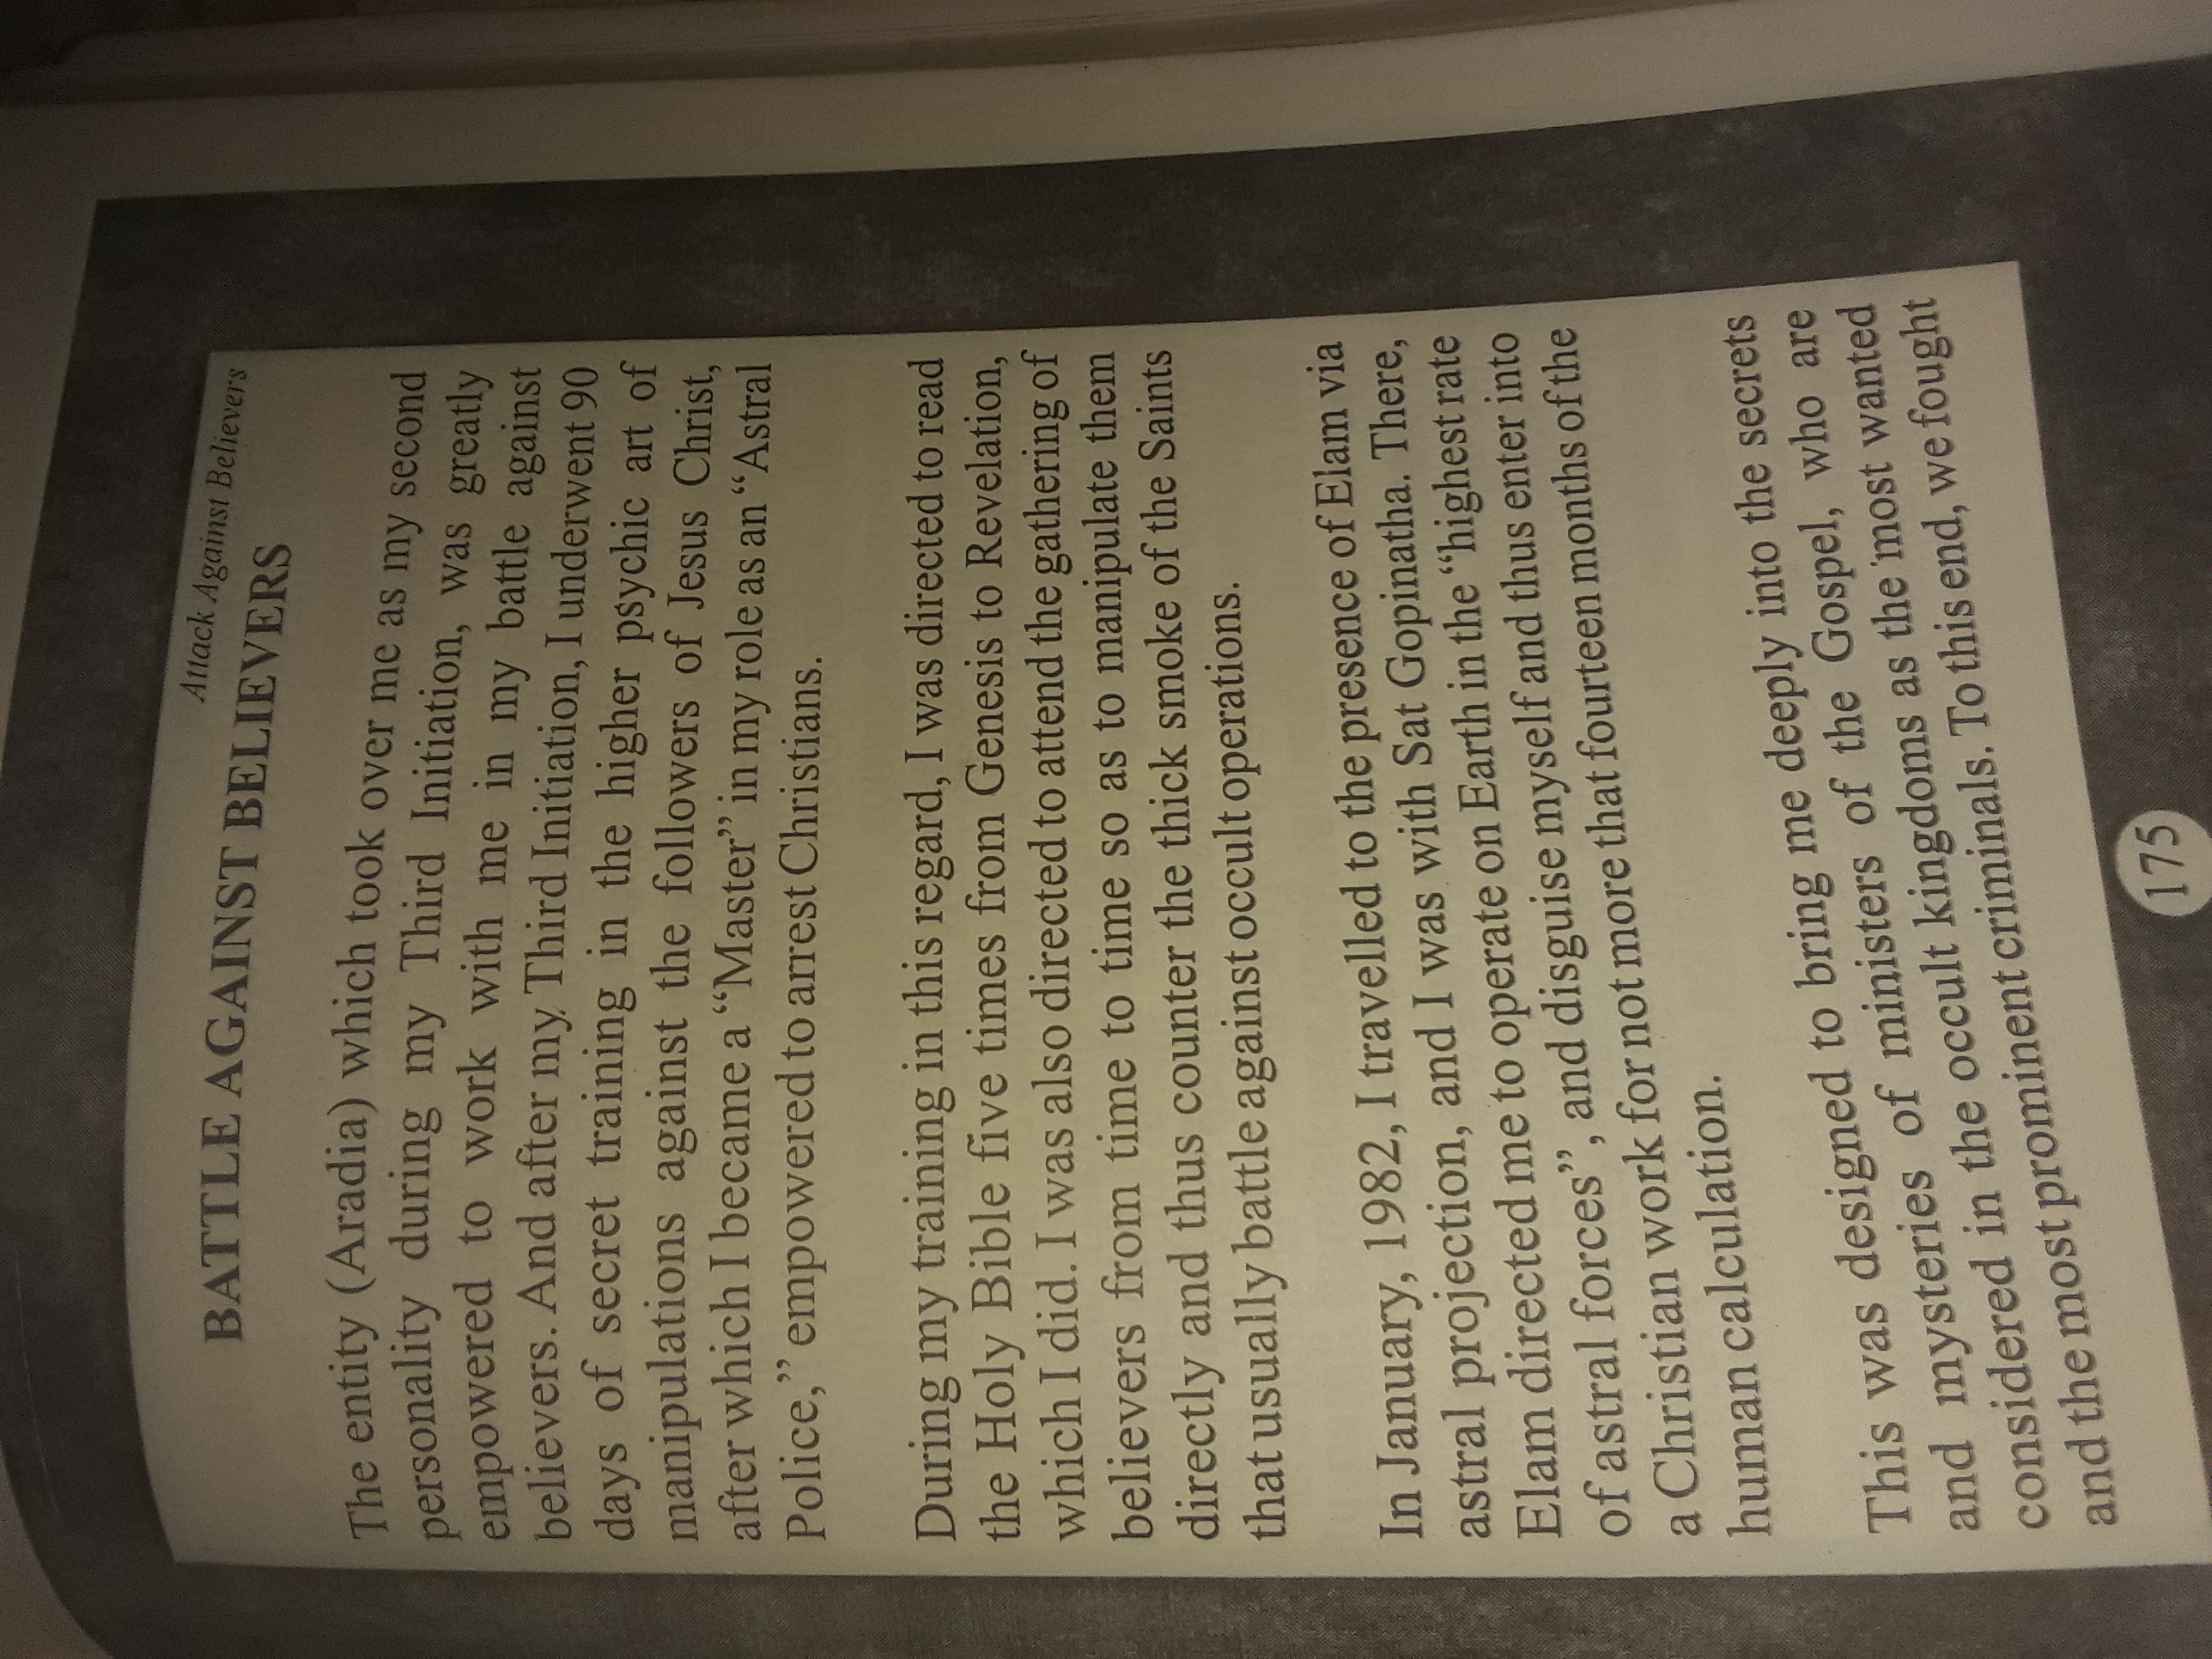 Attack Against Believers
BATTLE AGAINST BELIEVERS
The entity (Aradia) which took over me as my second
personality during my Third Initiation, was greatly
empowered to work with me in my battle against
believers. And after my Third Initiation, I underwent 90
days of secret training in the higher psychic art of
manipulations against the followers of Jesus Christ,
after which I became a “Master” in my role as an “Astral
Police,” empowered to arrest Christians.
During my training in this regard, I was directed to read
the Holy Bible five times from Genesis to Revelation,
which I did. I was also directed to attend the gathering of
believers from time to time so as to manipulate them
directly and thus counter the thick smoke of the Saints
that usually battle against occult operations.
In January, 1982, I travelled to the presence of Elam via
astral projection, and I was with Sat Gopinatha. There,
Elam directed me to operate on Earth in the “highest rate
of astral forces”, and disguise myself and thus enter into
a Christian work for not more that fourteen months of the
human calculation.
This was designed to bring me deeply into the secrets
and mysteries of ministers of the Gospel, who are
considered in the occult kingdoms as the most wanted
and the most prominent criminals. To this end, we fought
175